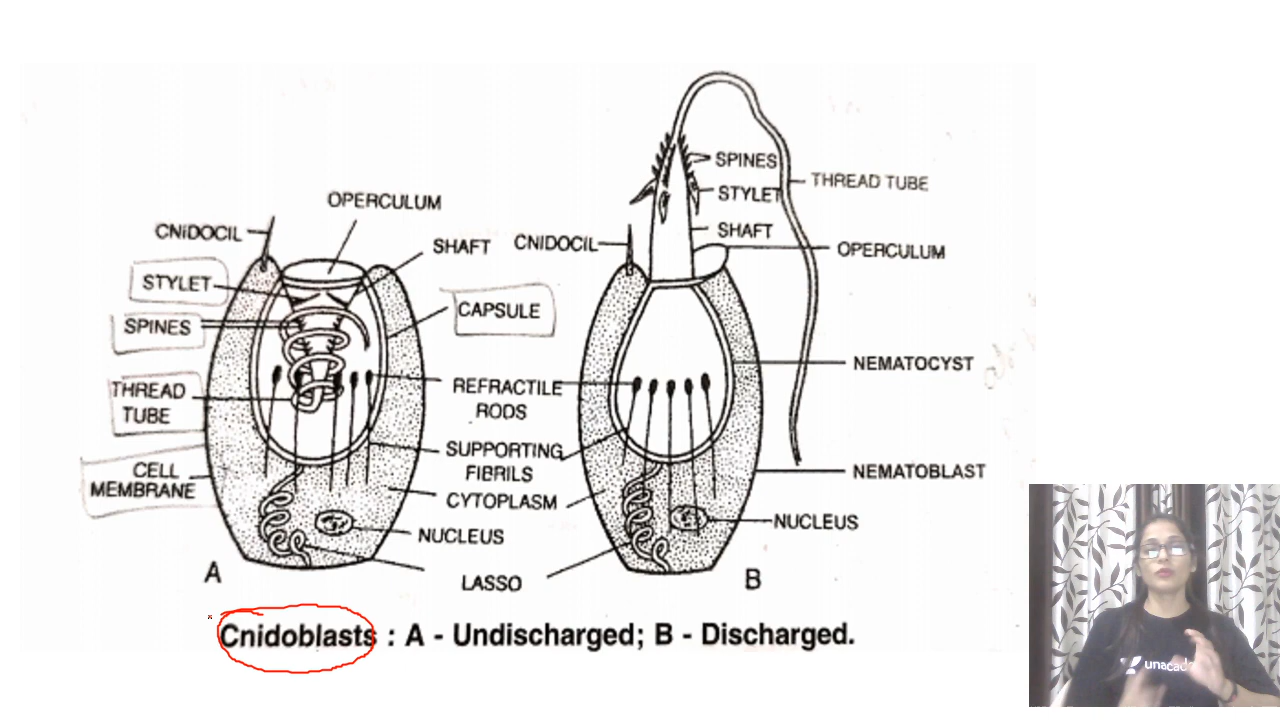 OPERCULUM
CNIDOCIL
SHAFT
STYLET
CAPSULE
SPINES
THREAD
TUBE
CELL
MEMBRANE
REFRACTILE
RODS
SUPPORTING
FIBRILS
CYTOPLASM
NUCLEUS
LASSO
A
SPINES
THREAD TUBE
STYLET
SHAFT
CNIDOCIL
OPERCULUM
NEMATOCYST
NEMATOBLAST
NUCLEUS
B
Cnidoblasts : A - Undischarged; B - Discharged.